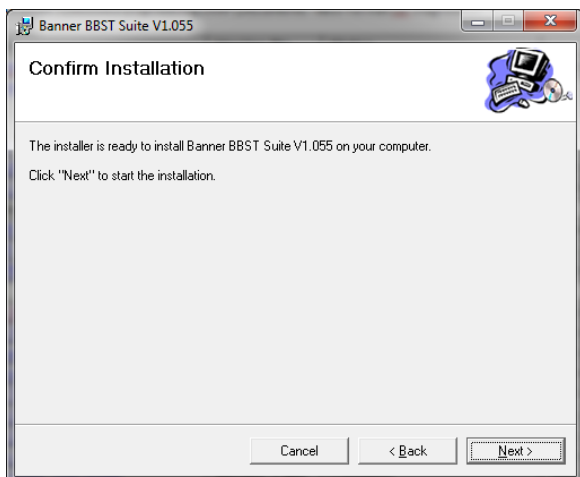 Banner BBST Suite V1.055
Confirm Installation
The installer is ready to install Banner BBST Suite V1.055 on your computer.
Click "Next" to start the installation.
Cancel
< Back
Next >